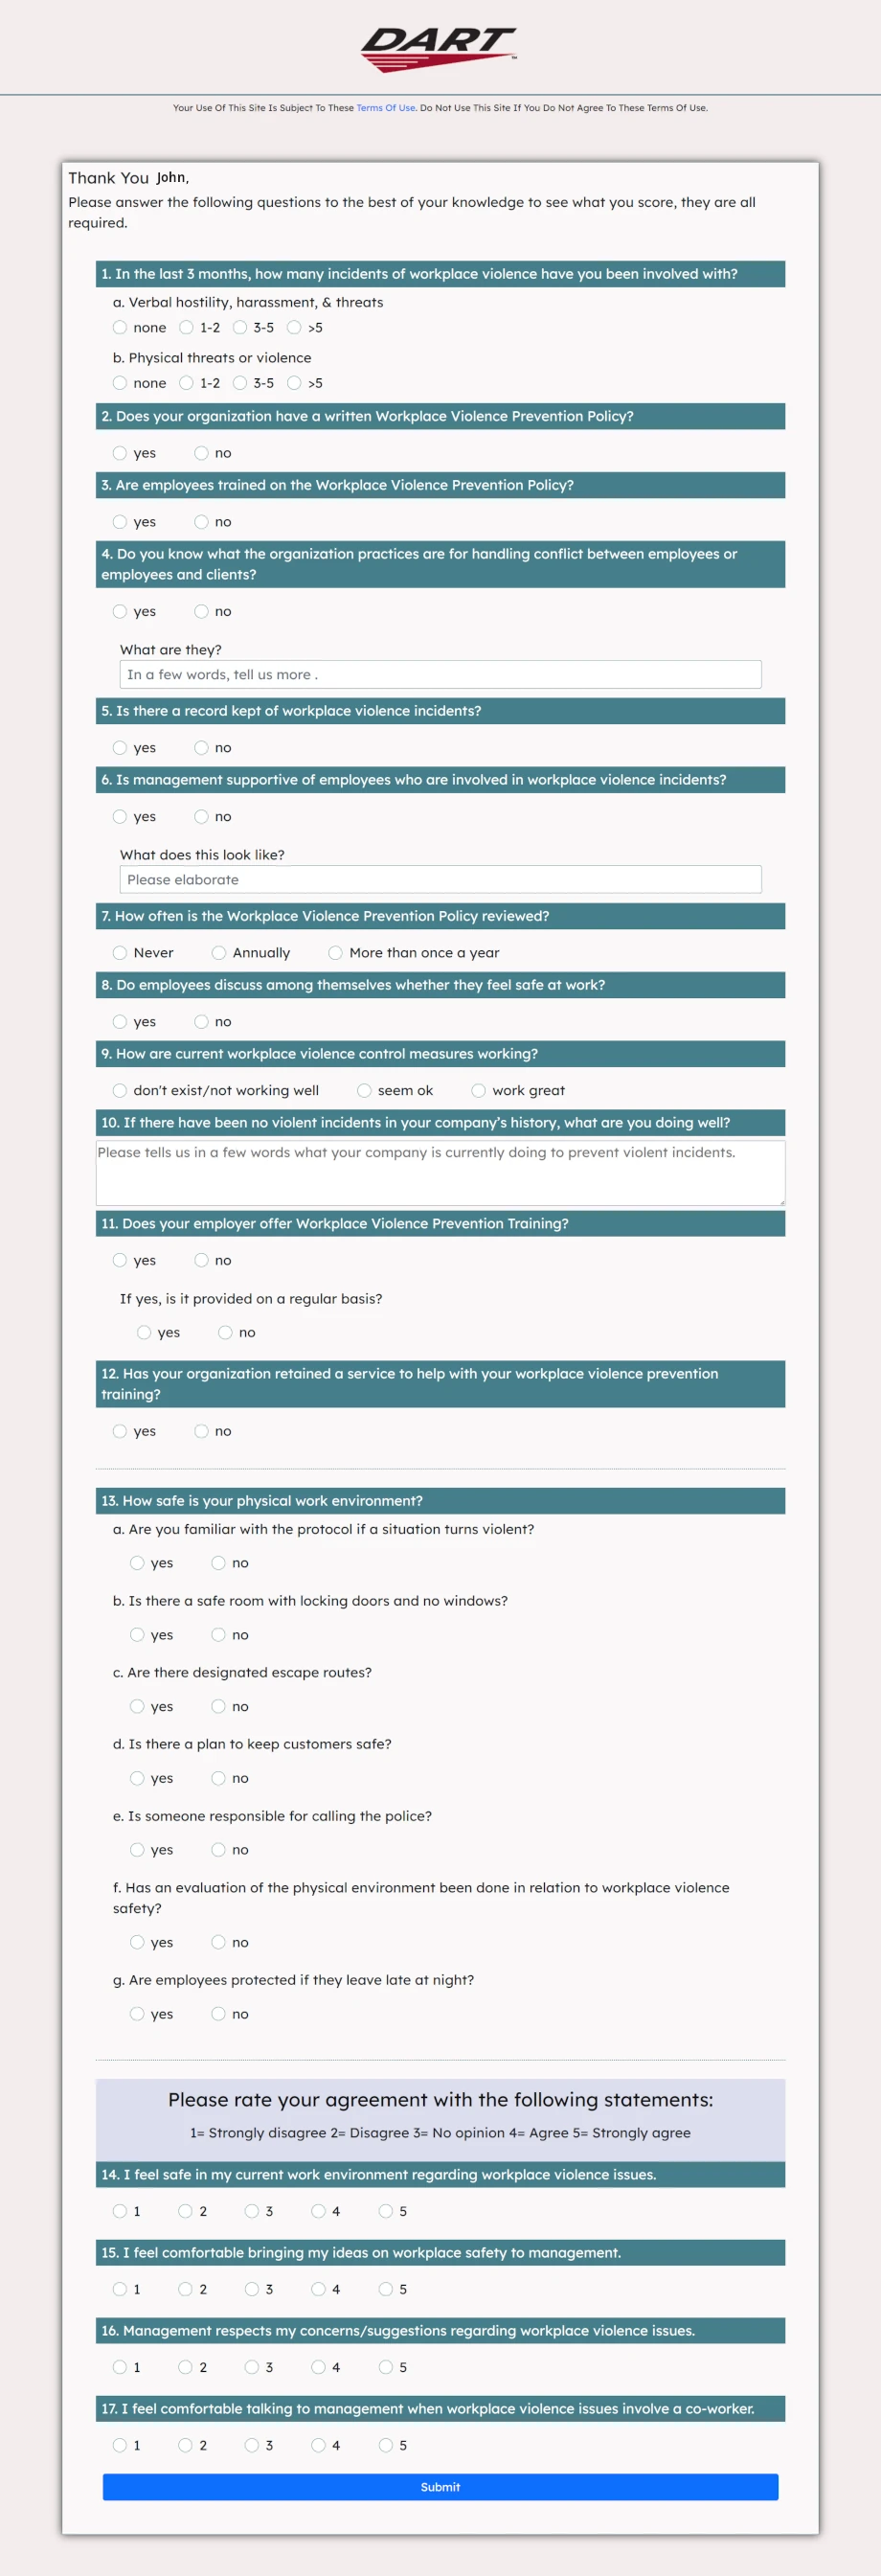 DART
Your Use Of This Site Is Subject To These Terms Of Use. Do Not Use This Site If You Do Not Agree To These Terms Of Use.
Thank You John,
Please answer the following questions to the best of your knowledge to see what you score, they are all
required.
1. In the last 3 months, how many incidents of workplace violence have you been involved with?
a. Verbal hostility, harassment, & threats
none 1-2 3-5 >5
b. Physical threats or violence
none 1-2 3-5 >5
2. Does your organization have a written Workplace Violence Prevention Policy?
yes no
3. Are employees trained on the Workplace Violence Prevention Policy?
yes no
4. Do you know what the organization practices are for handling conflict between employees or
employees and clients?
yes no
What are they?
In a few words, tell us more .
5. Is there a record kept of workplace violence incidents?
yes no
6. Is management supportive of employees who are involved in workplace violence incidents?
yes no
What does this look like?
Please elaborate
7. How often is the Workplace Violence Prevention Policy reviewed?
Never Annually More than once a year
8. Do employees discuss among themselves whether they feel safe at work?
yes no
9. How are current workplace violence control measures working?
don't exist/not working well seem ok work great
10. If there have been no violent incidents in your company's history, what are you doing well?
Please tells us in a few words what your company is currently doing to prevent violent incidents.
11. Does your employer offer Workplace Violence Prevention Training?
yes no
If yes, is it provided on a regular basis?
yes no
12. Has your organization retained a service to help with your workplace violence prevention
training?
yes no
13. How safe is your physical work environment?
a. Are you familiar with the protocol if a situation turns violent?
yes no
b. Is there a safe room with locking doors and no windows?
yes no
c. Are there designated escape routes?
yes no
d. Is there a plan to keep customers safe?
yes no
e. Is someone responsible for calling the police?
yes no
f. Has an evaluation of the physical environment been done in relation to workplace violence
safety?
yes no
g. Are employees protected if they leave late at night?
yes no
Please rate your agreement with the following statements:
1= Strongly disagree 2= Disagree 3= No opinion 4= Agree 5= Strongly agree
14. I feel safe in my current work environment regarding workplace violence issues.
1 2 3 4 5
15. I feel comfortable bringing my ideas on workplace safety to management.
1 2 3 4 5
16. Management respects my concerns/suggestions regarding workplace violence issues.
1 2 3 4 5
17. I feel comfortable talking to management when workplace violence issues involve a co-worker.
1 2 3 4 5
Submit